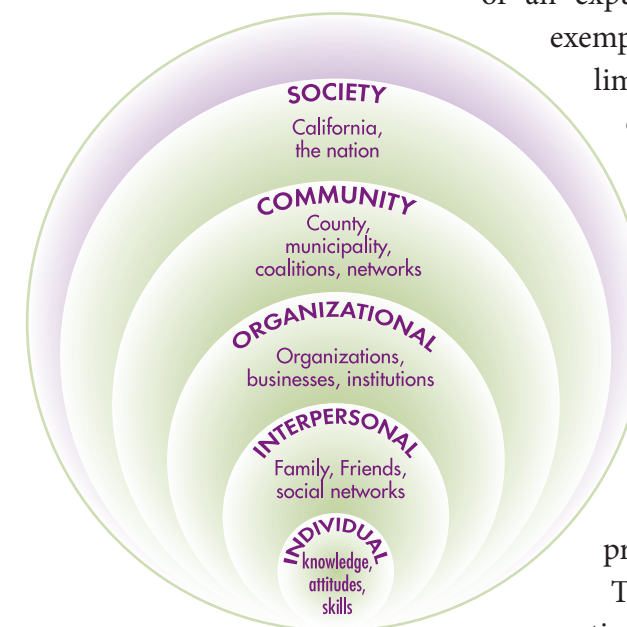 SOCIETY
California,
the nation
COMMUNITY
County,
municipality,
coalitions, networks
ORGANIZATIONAL
Organizations,
businesses, institutions
INTERPERSONAL
Family, Friends,
social networks
INDIVIDUAL
knowledge,
attitudes,
skills